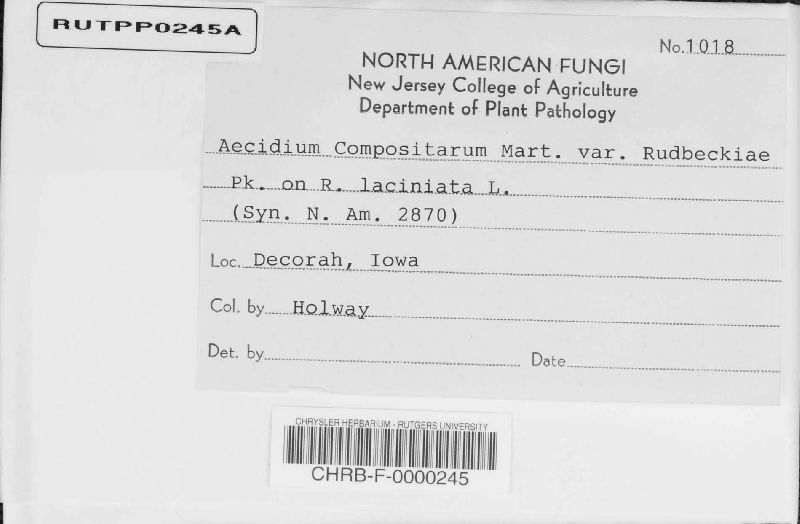 RUTPP0245A
No.1018
NORTH AMERICAN FUNGI
New Jersey College of Agriculture
Department of Plant Pathology
Aecidium Compositarum Mart. var. Rudbeckiae
Pk. on R. laciniata L.
(Syn. N. Am. 2870)
Loc. Decorah, Iowa
Col. by Holway
Det. by Date
CHRYSLER HERBARIUM - RUTGERS UNIVERSITY
CHRB-F-0000245